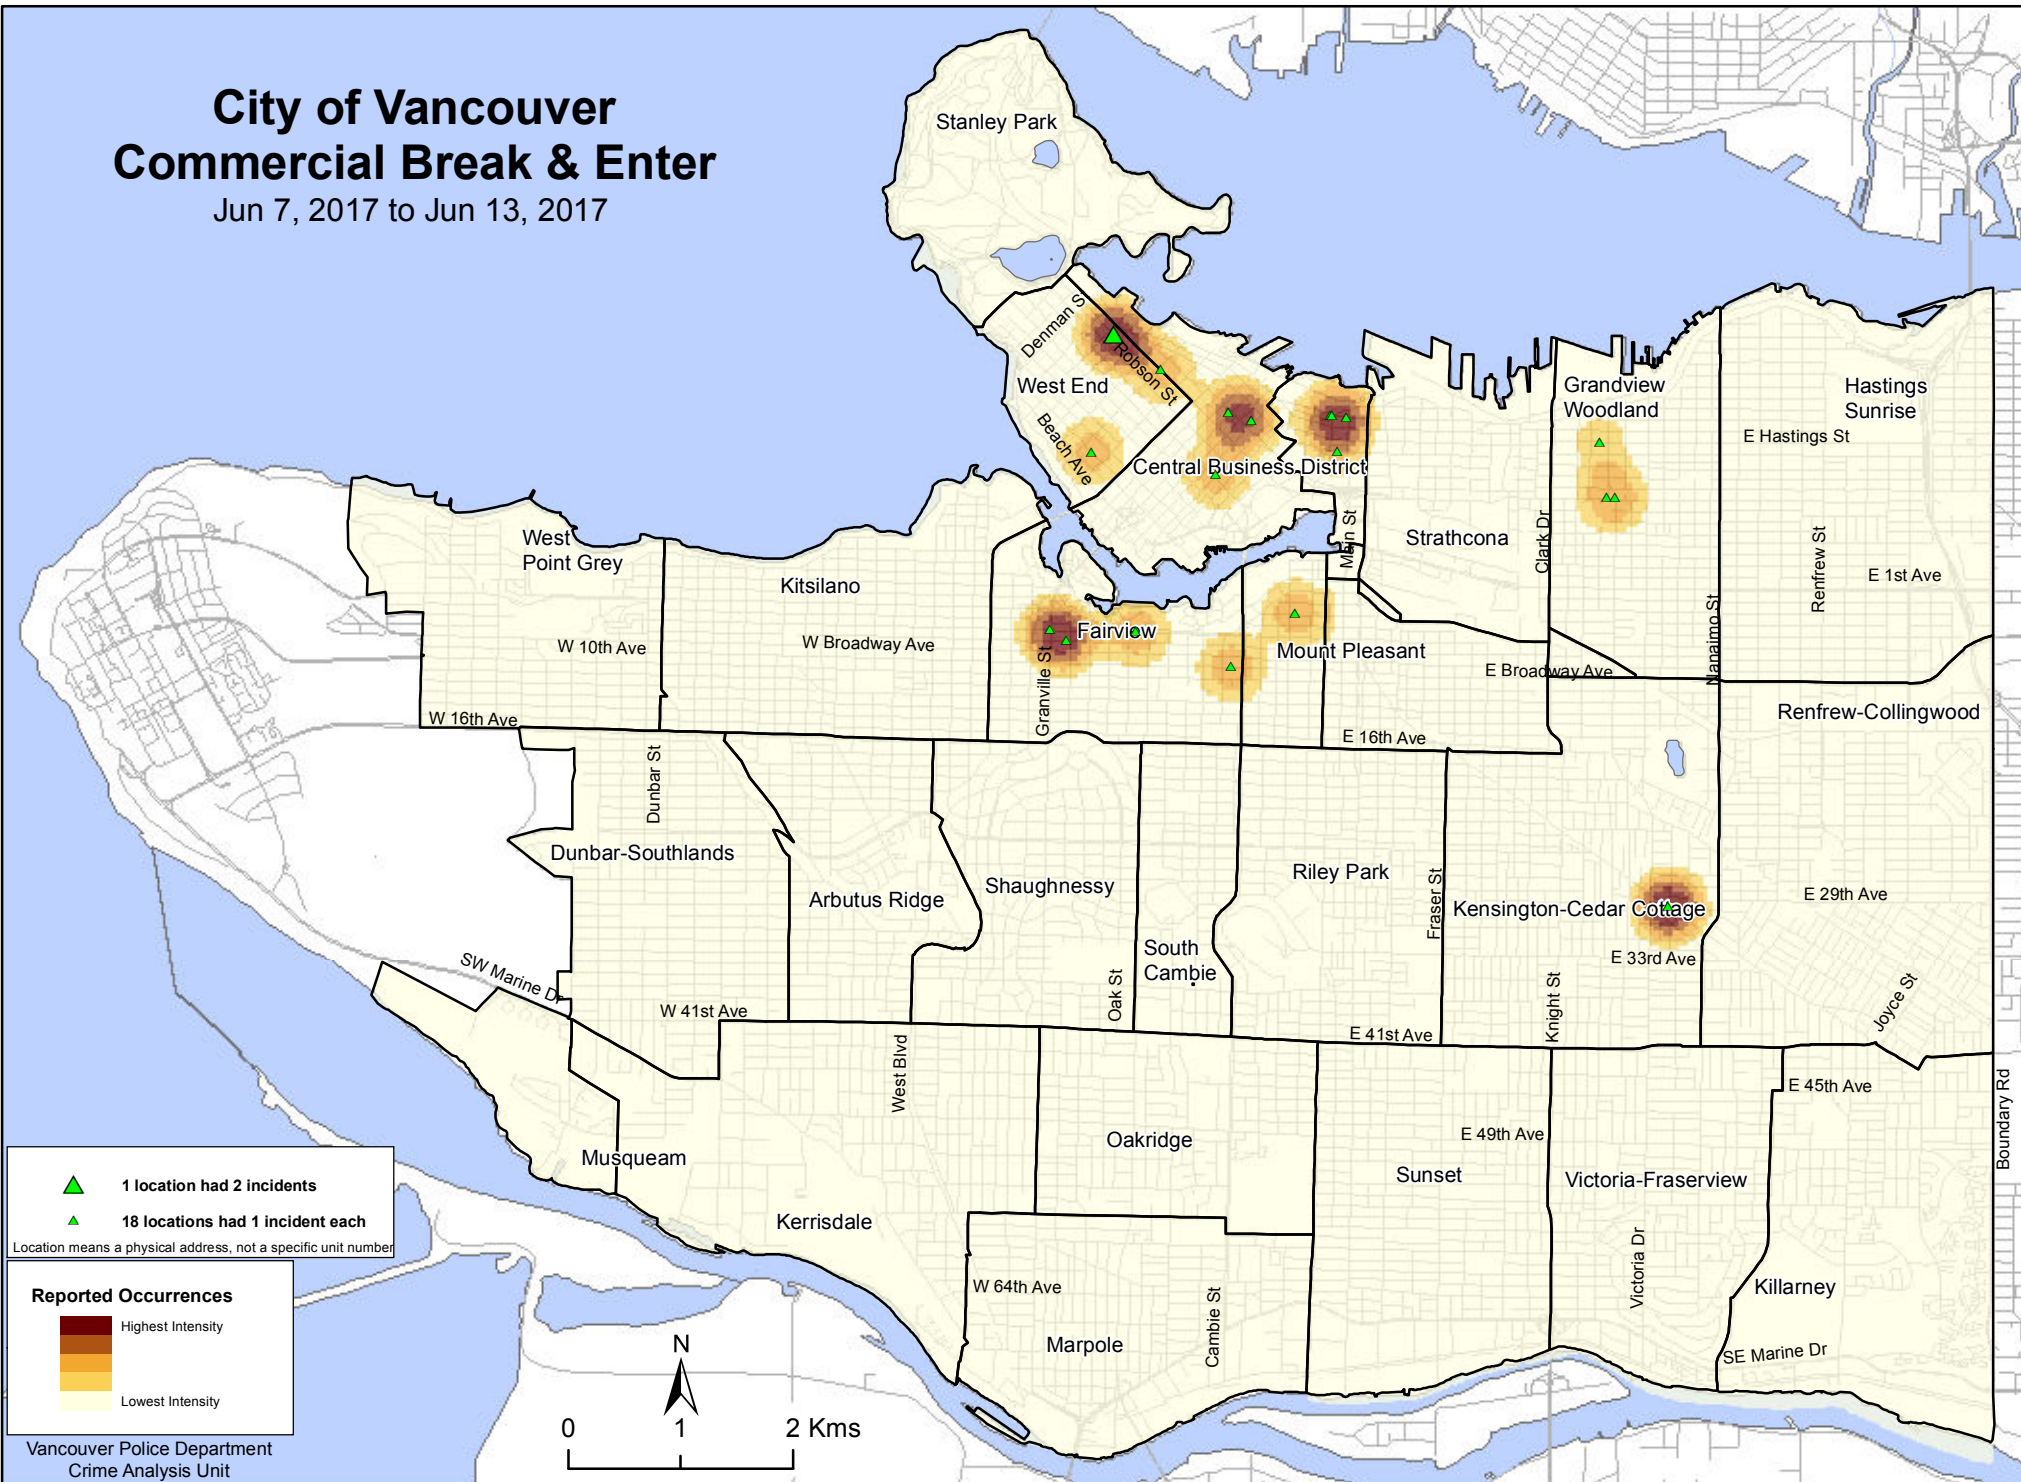 City of Vancouver
Commercial Break & Enter
Jun 7, 2017 to Jun 13, 2017
Stanley Park
Denman S
Robson St
West End
Beach Ave
Central Business District
Grandview
Woodland
Hastings
Sunrise
E Hastings St
West
Point Grey
Kitsilano
Main St
Strathcona
Clark Dr
Renfrew St
E 1st Ave
W 10th Ave
W Broadway Ave
Granville St
Fairview
Mount Pleasant
E Broadway Ave
Nanaimo St
W 16th Ave
E 16th Ave
Renfrew-Collingwood
Dunbar St
Dunbar-Southlands
Arbutus Ridge
Shaughnessy
Riley Park
Fraser St
Kensington-Cedar Cottage
E 29th Ave
South
Cambie
E 33rd Ave
SW Marine Dr
W 41st Ave
Oak St
E 41st Ave
Knight St
Joyce St
West Blvd
E 45th Ave
Boundary Rd
Musqueam
Oakridge
E 49th Ave
Sunset
Victoria-Fraserview
Kerrisdale
W 64th Ave
Cambie St
Victoria Dr
Killarney
Marpole
SE Marine Dr
1 location had 2 incidents
18 locations had 1 incident each
Location means a physical address, not a specific unit number
Reported Occurrences
Highest Intensity
Lowest Intensity
Vancouver Police Department
Crime Analysis Unit
N
0 1 2 Kms